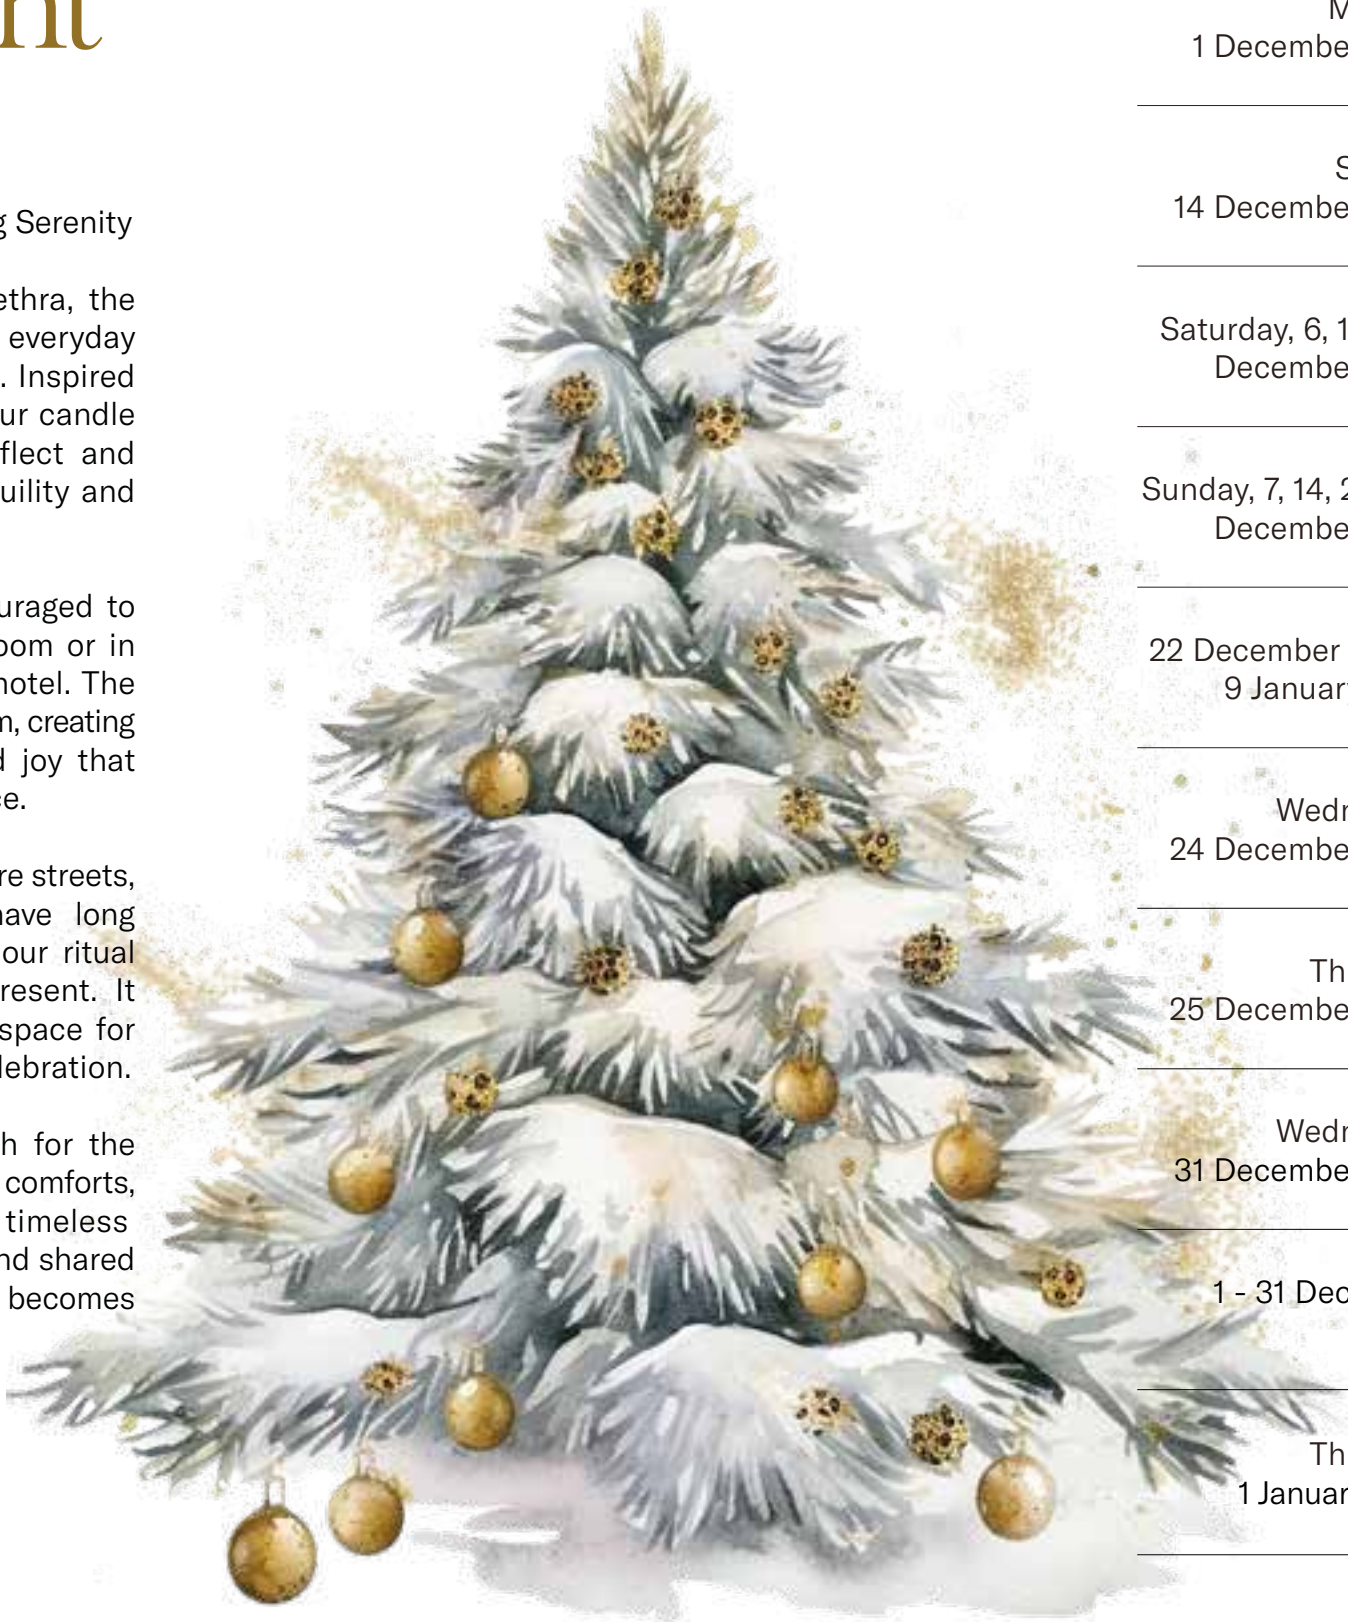 nt
g Serenity
ethra, the
everyday
. Inspired
ur candle
flect and
uility and
uraged to
oom or in
hotel. The
m, creating
d joy that
ce.
re streets,
have long
our ritual
resent. It
space for
lebration.
h for the
comforts,
timeless
nd shared
becomes
M
1 Decembe
S
14 Decembe
Saturday, 6, 1
Decembe
Sunday, 7, 14, 2
Decembe
22 December
9 January
Wedn
24 Decembe
Th
25 Decembe
Wedn
31 Decembe
1 - 31 Dec
Th
1 Januar